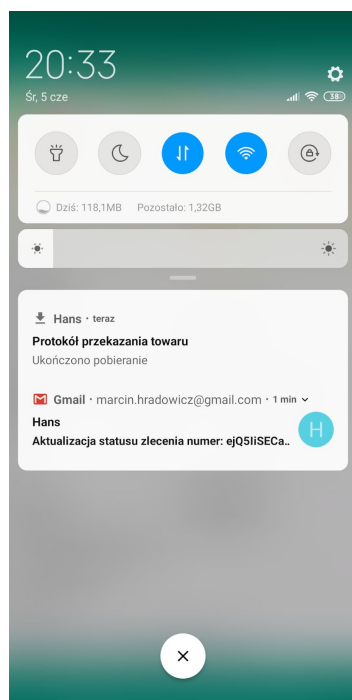 20:33
Śr, 5 cze
38
Dziś: 118,1MB Pozostało: 1,32GB
Hans · teraz
Protokół przekazania towaru
Ukończono pobieranie
Gmail · marcin.hradowicz@gmail.com · 1 min
Hans
H
Aktualizacja statusu zlecenia numer: ejQ5IiSECa..